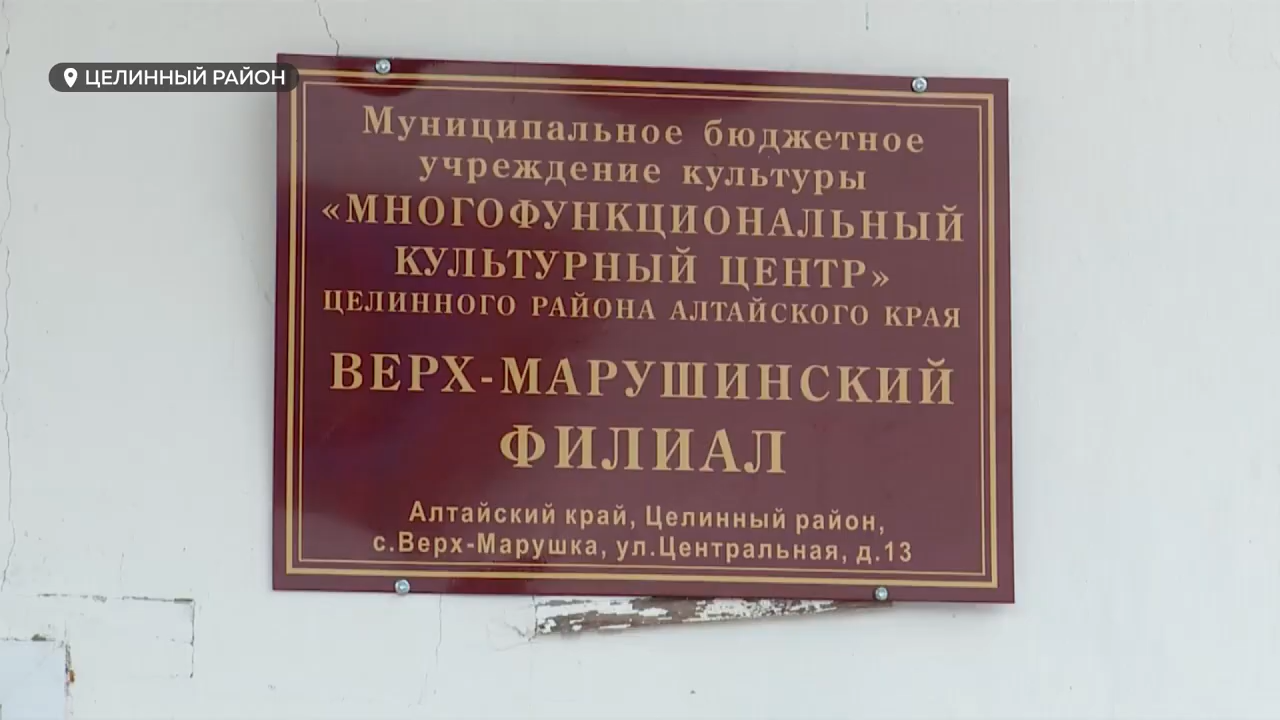 ЦЕЛИННЫЙ РАЙОН
Муниципальное бюджетное
учреждение культуры
«МНОГОФУНКЦИОНАЛЬНЫЙ
КУЛЬТУРНЫЙ ЦЕНТР»
ЦЕЛИННОГО РАЙОНА АЛТАЙСКОГО КРАЯ
ВЕРХ-МАРУШИНСКИЙ
ФИЛИАЛ
Алтайский край, Целинный район,
с.Верх-Марушка, ул.Центральная, д.13